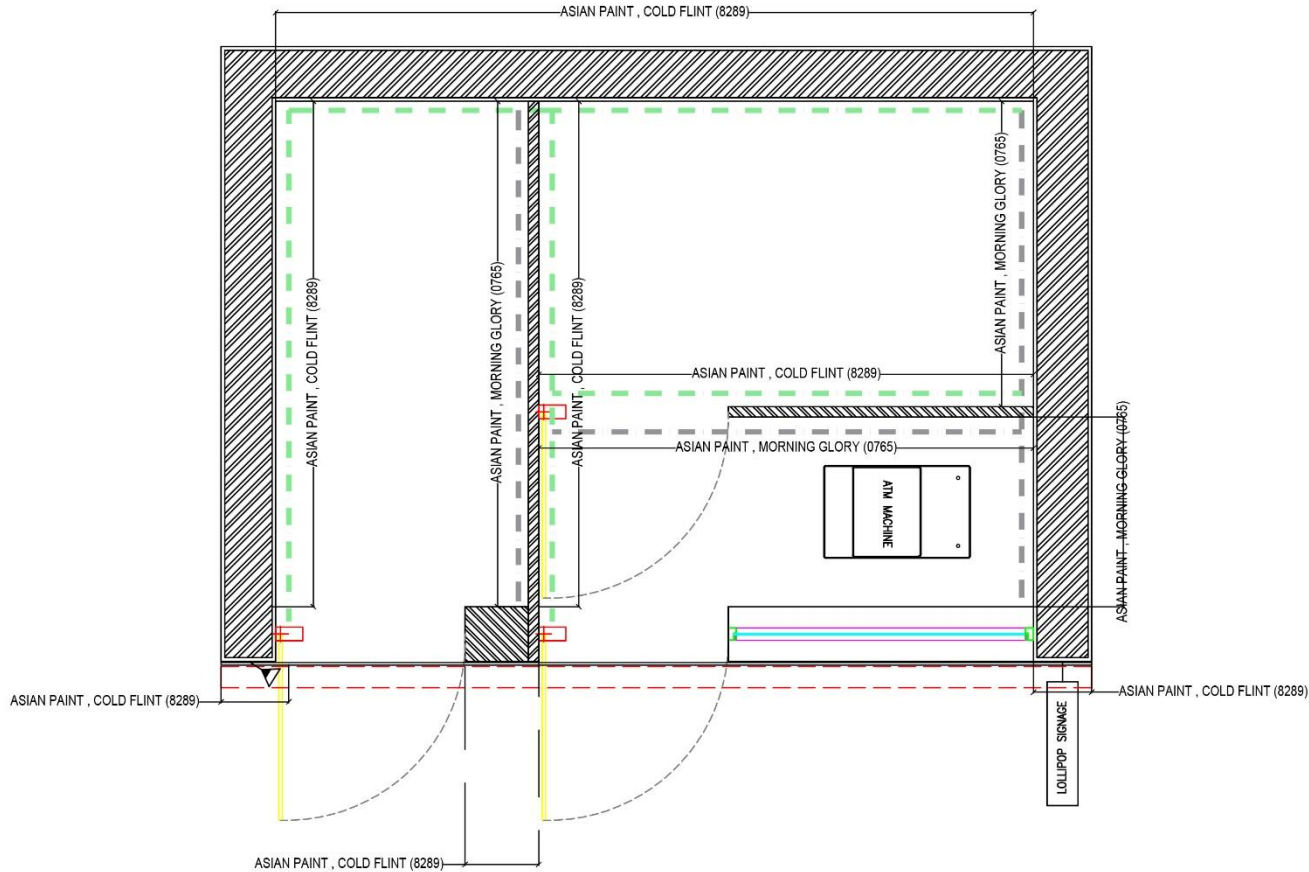 ASIAN PAINT , COLD FLINT (8289)
ASIAN PAINT , COLD FLINT (8289)
ASIAN PAINT , MORNING GLORY (0765)
ASIAN PAINT , COLD FLINT (8289)
ASIAN PAINT , MORNING GLORY (0765)
ASIAN PAINT , COLD FLINT (8289)
ASIAN PAINT , MORNING GLORY (0765)
ASIAN PAINT , MORNING GLORY (0765)
ATM MACHINE
ASIAN PAINT , COLD FLINT (8289)
ASIAN PAINT , COLD FLINT (8289)
LOLLIPOP SIGNAGE
ASIAN PAINT , COLD FLINT (8289)